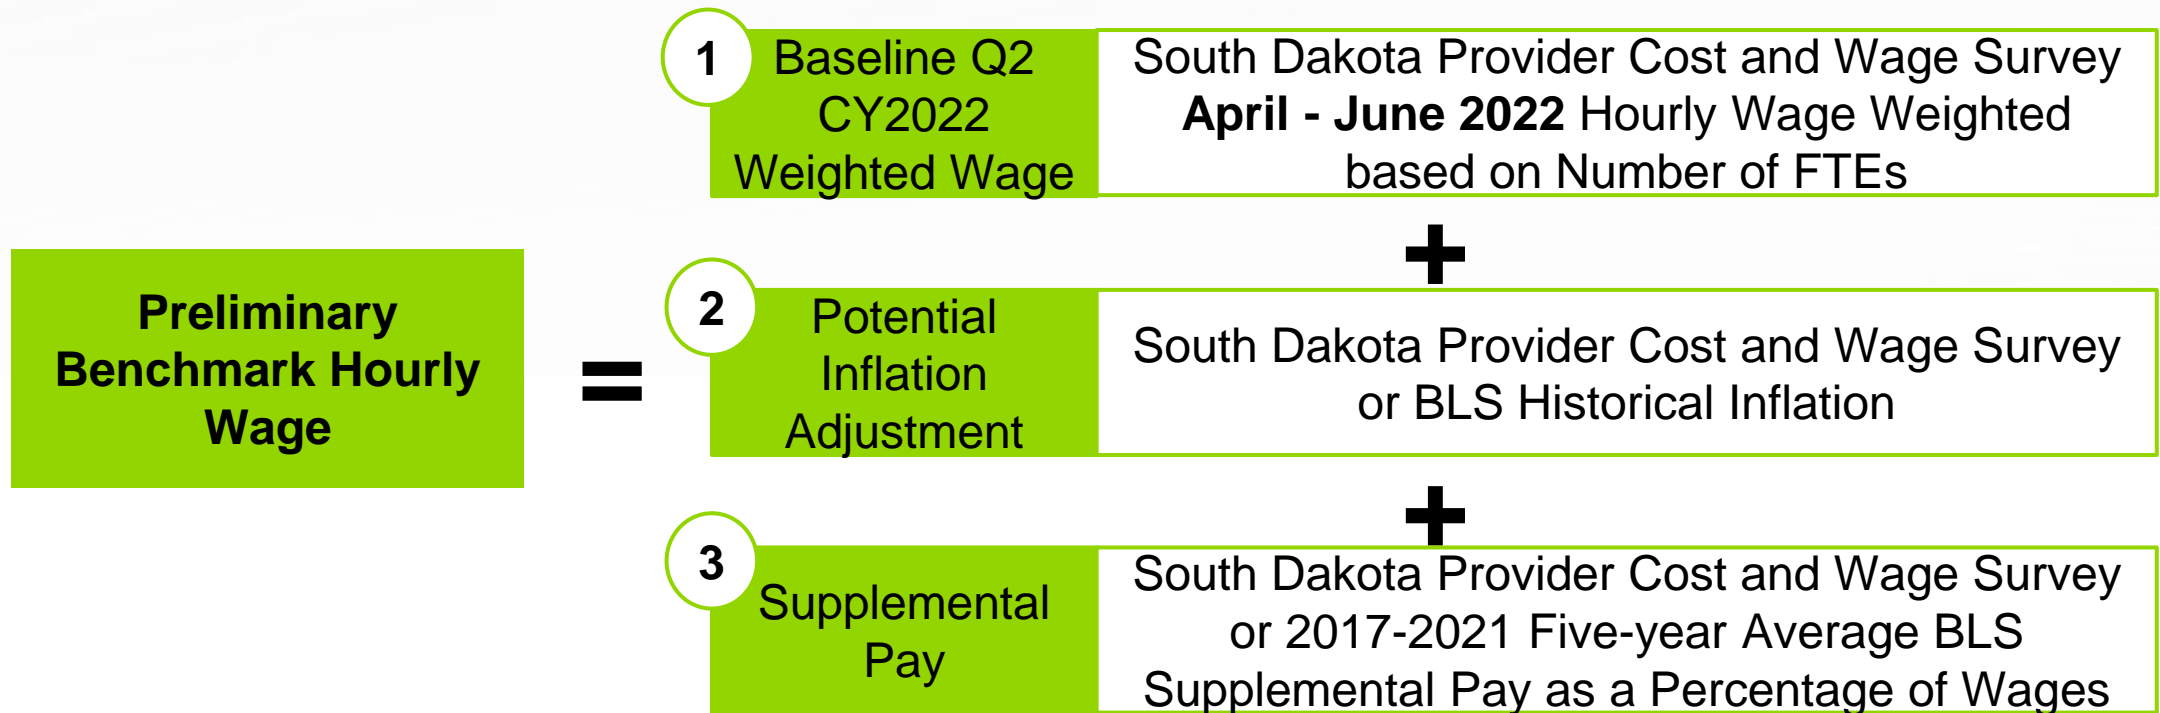 Preliminary
Benchmark Hourly
Wage
=
1
Baseline Q2
CY2022
Weighted Wage
South Dakota Provider Cost and Wage Survey
April - June 2022 Hourly Wage Weighted
based on Number of FTEs
+
2
Potential
Inflation
Adjustment
South Dakota Provider Cost and Wage Survey
or BLS Historical Inflation
+
3
Supplemental
Pay
South Dakota Provider Cost and Wage Survey
or 2017-2021 Five-year Average BLS
Supplemental Pay as a Percentage of Wages